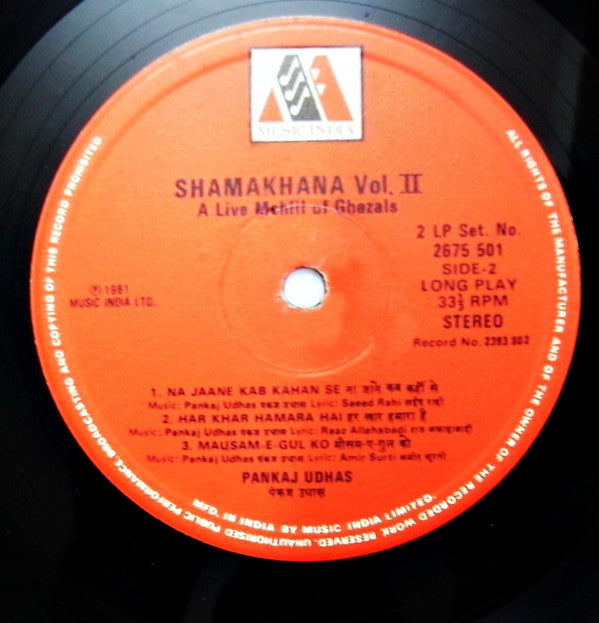 MUSIC INDIA
SHAMAKHANA Vol. II
A Live Mehfil of Ghazals
2 LP Set. No.
2675 501
SIDE-2
LONG PLAY
33⅓ RPM
STEREO
Record No. 2393 902
℗ 1981
MUSIC INDIA LTD.
1. NA JAANE KAB KAHAN SE ना जाने कब कहाँ से
Music: Pankaj Udhas पंकज उधास Lyric: Saeed Rahi सईद राही
2. HAR KHAR HAMARA HAI हर खार हमारा है
Music: Pankaj Udhas पंकज उधास Lyric: Raaz Allahabadi राज़ अलाहाबादी
3. MAUSAM-E-GUL KO मौसम-ए-गुल को
Music: Pankaj Udhas पंकज उधास Lyric: Amir Surti अमीर सूरती
PANKAJ UDHAS
पंकज उधास
ALL RIGHTS OF THE MANUFACTURER AND OF THE OWNER OF THE RECORDED WORK RESERVED. UNAUTHORISED PUBLIC PERFORMANCE BROADCASTING AND COPYING OF THIS RECORD PROHIBITED.
MFD. IN INDIA BY MUSIC INDIA LIMITED.